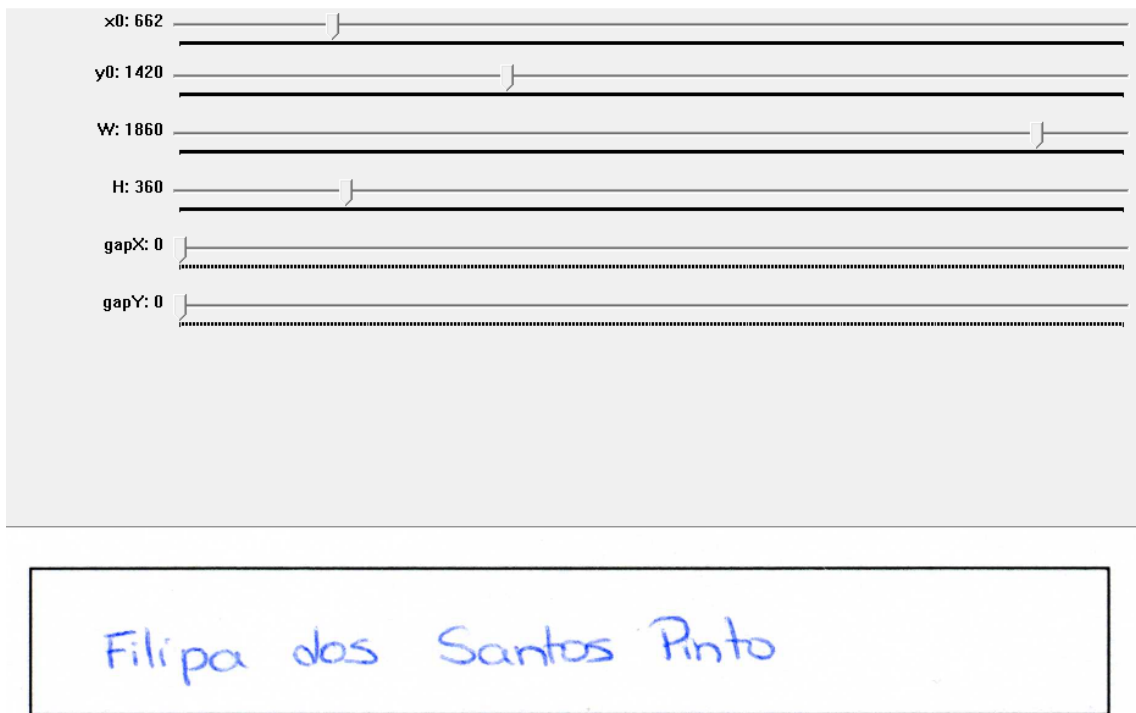 x0: 662
y0: 1420
W: 1860
H: 360
gapX: 0
gapY: 0
Filipa dos Santos Pinto